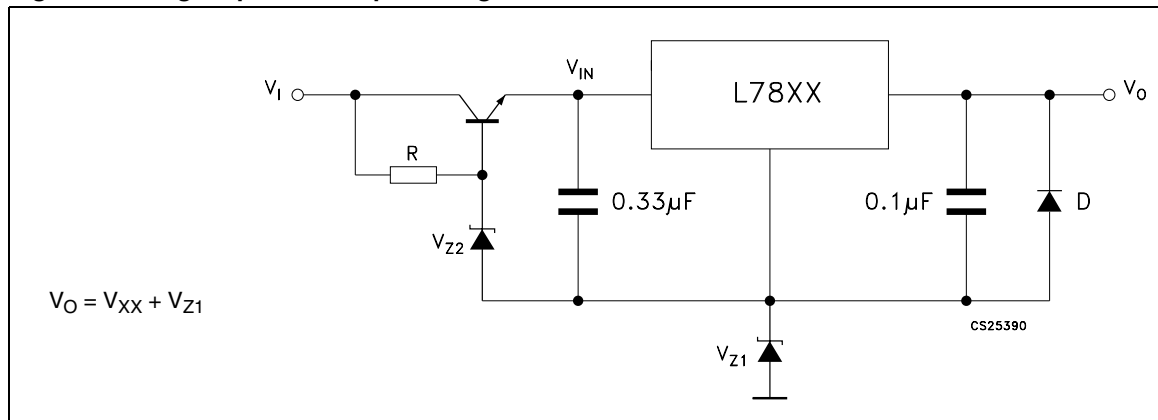 V_I
V_IN
L78XX
V_O
R
0.33µF
0.1µF
D
V_Z2
V_O = V_XX + V_Z1
CS25390
V_Z1